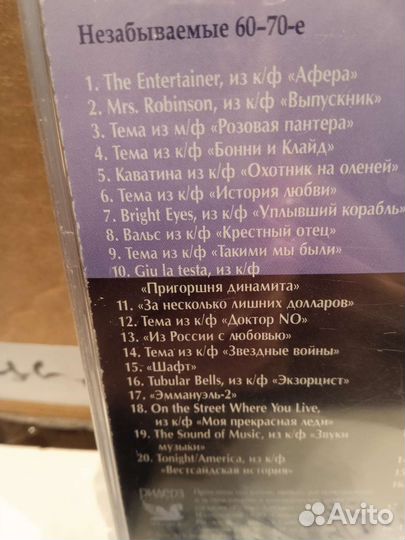 Незабываемые 60–70-е
1. The Entertainer, из к/ф «Афера»
2. Mrs. Robinson, из к/ф «Выпускник»
3. Тема из м/ф «Розовая пантера»
4. Тема из к/ф «Бонни и Клайд»
5. Каватина из к/ф «Охотник на оленей»
6. Тема из к/ф «История любви»
7. Bright Eyes, из к/ф «Уплывший корабль»
8. Вальс из к/ф «Крестный отец»
9. Тема из к/ф «Такими мы были»
10. Giu la testa, из к/ф
«Пригоршня динамита»
11. «За несколько лишних долларов»
12. Тема из к/ф «Доктор NO»
13. «Из России с любовью»
14. Тема из к/ф «Звездные войны»
15. «Шафт»
16. Tubular Bells, из к/ф «Экзорцист»
17. «Эммануэль-2»
18. On the Street Where You Live,
из к/ф «Моя прекрасная леди»
19. The Sound of Music, из к/ф «Звуки
музыки»
20. Tonight/America, из к/ф
«Вестсайдская история»
Avito